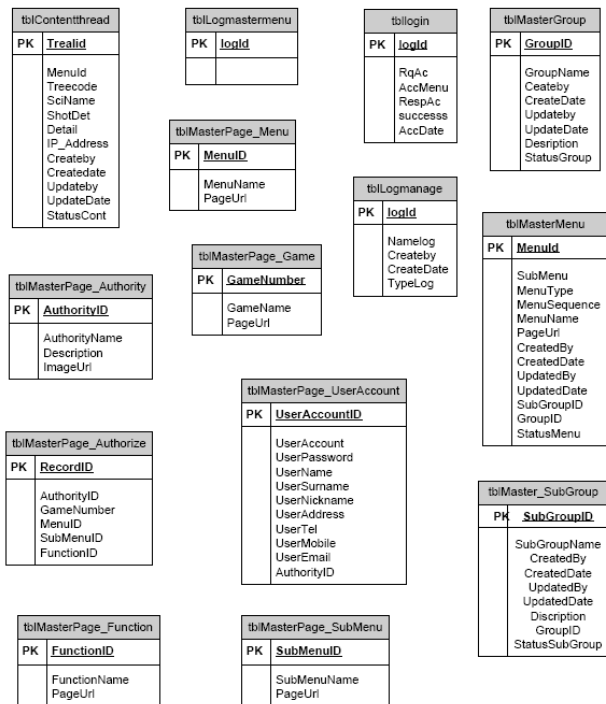 tblContentthread
PK Trealid
MenuId
Treecode
SciName
ShotDet
Detail
IP_Address
Createby
Createdate
Updateby
UpdateDate
StatusCont
tblLogmastermenu
PK logId
tbllogin
PK logId
RqAc
AccMenu
RespAc
successs
AccDate
tblMasterGroup
PK GroupID
GroupName
Ceateby
CreateDate
Updateby
UpdateDate
Desription
StatusGroup
tblMasterPage_Menu
PK MenuID
MenuName
PageUrl
tblLogmanage
PK logId
Namelog
Createby
CreateDate
TypeLog
tblMasterMenu
PK MenuId
SubMenu
MenuType
MenuSequence
MenuName
PageUrl
CreatedBy
CreatedDate
UpdatedBy
UpdatedDate
SubGroupID
GroupID
StatusMenu
tblMasterPage_Authority
PK AuthorityID
AuthorityName
Description
ImageUrl
tblMasterPage_Game
PK GameNumber
GameName
PageUrl
tblMasterPage_UserAccount
PK UserAccountID
UserAccount
UserPassword
UserName
UserSurname
UserNickname
UserAddress
UserTel
UserMobile
UserEmail
AuthorityID
tblMasterPage_Authorize
PK RecordID
AuthorityID
GameNumber
MenuID
SubMenuID
FunctionID
tblMaster_SubGroup
PK SubGroupID
SubGroupName
CreatedBy
CreatedDate
UpdatedBy
UpdatedDate
Discription
GroupID
StatusSubGroup
tblMasterPage_Function
PK FunctionID
FunctionName
PageUrl
tblMasterPage_SubMenu
PK SubMenuID
SubMenuName
PageUrl